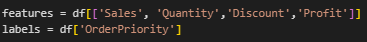 features = df[['Sales', 'Quantity','Discount','Profit']]
labels = df['OrderPriority']